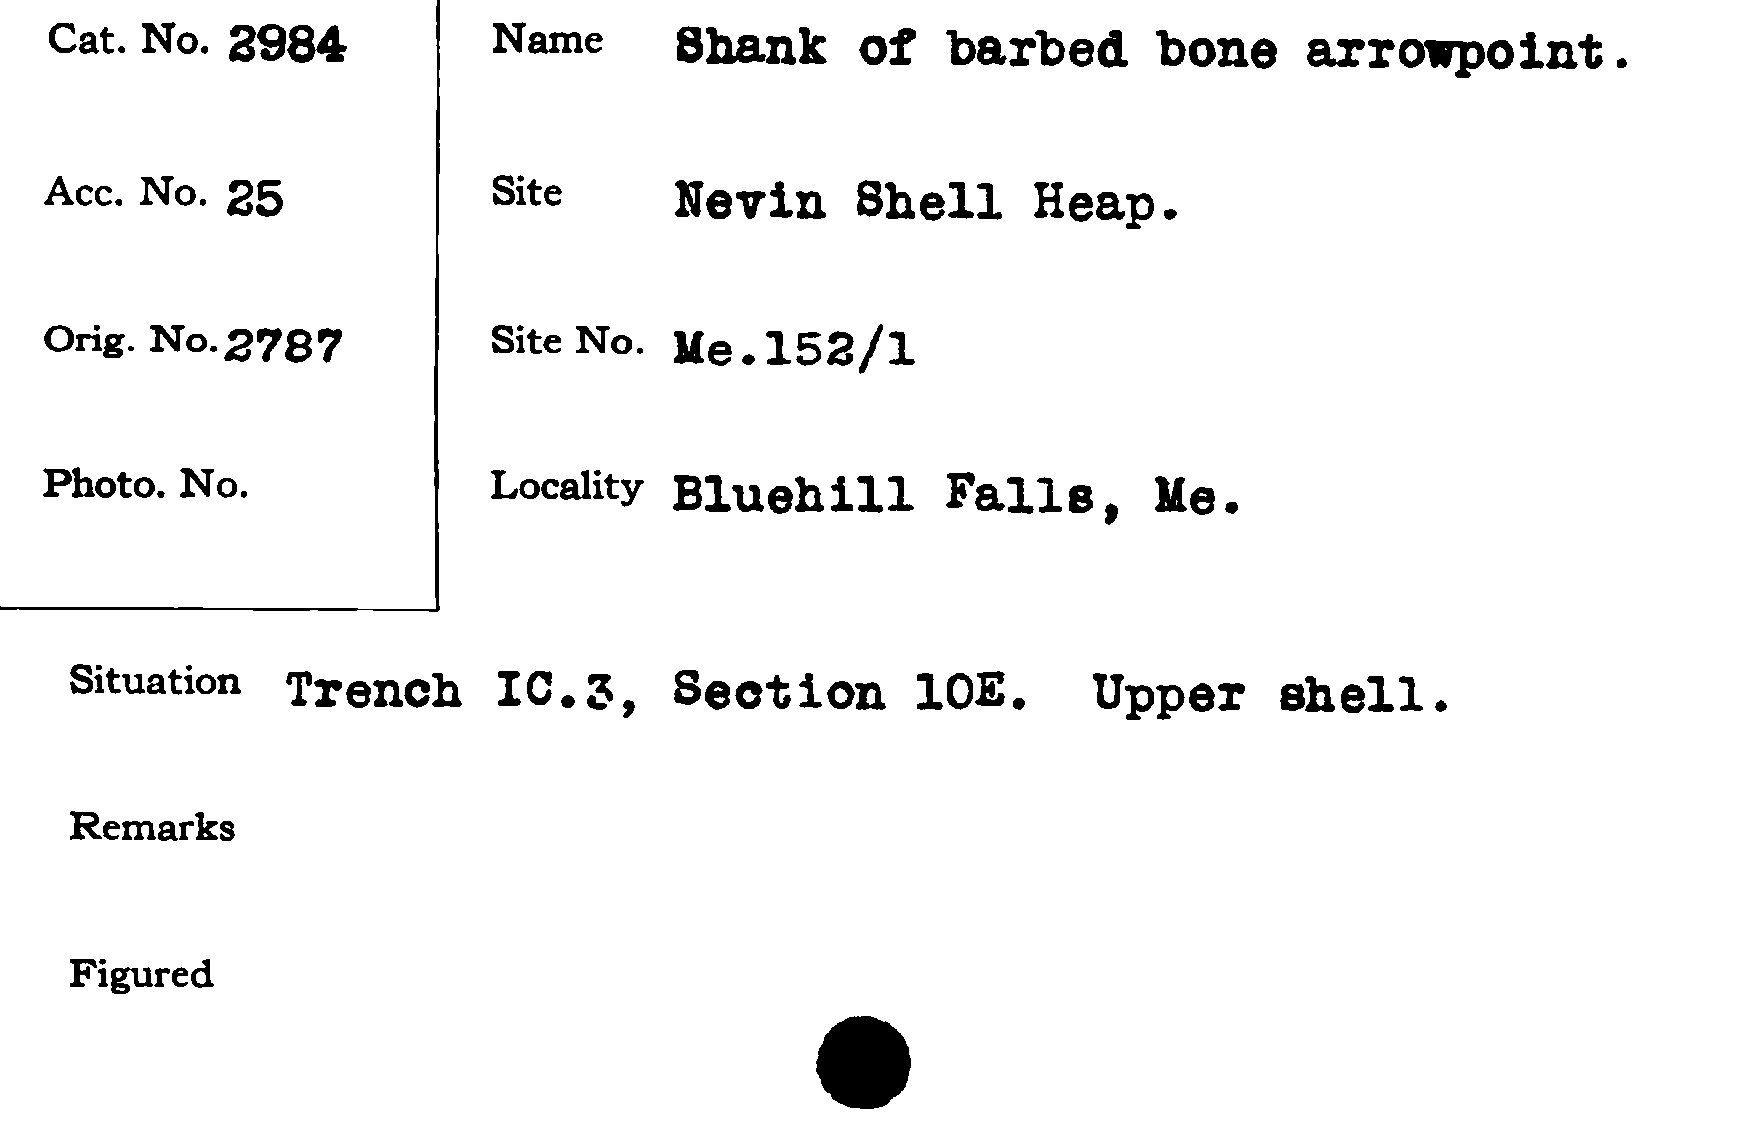 Cat. No. 2984
Name Shank of barbed bone arrowpoint.
Acc. No. 25
Site Nevin Shell Heap.
Orig. No. 2787
Site No. Me.152/1
Photo. No.
Locality Bluehill Falls, Me.
Situation Trench IC.3, Section 10E. Upper shell.
Remarks
Figured